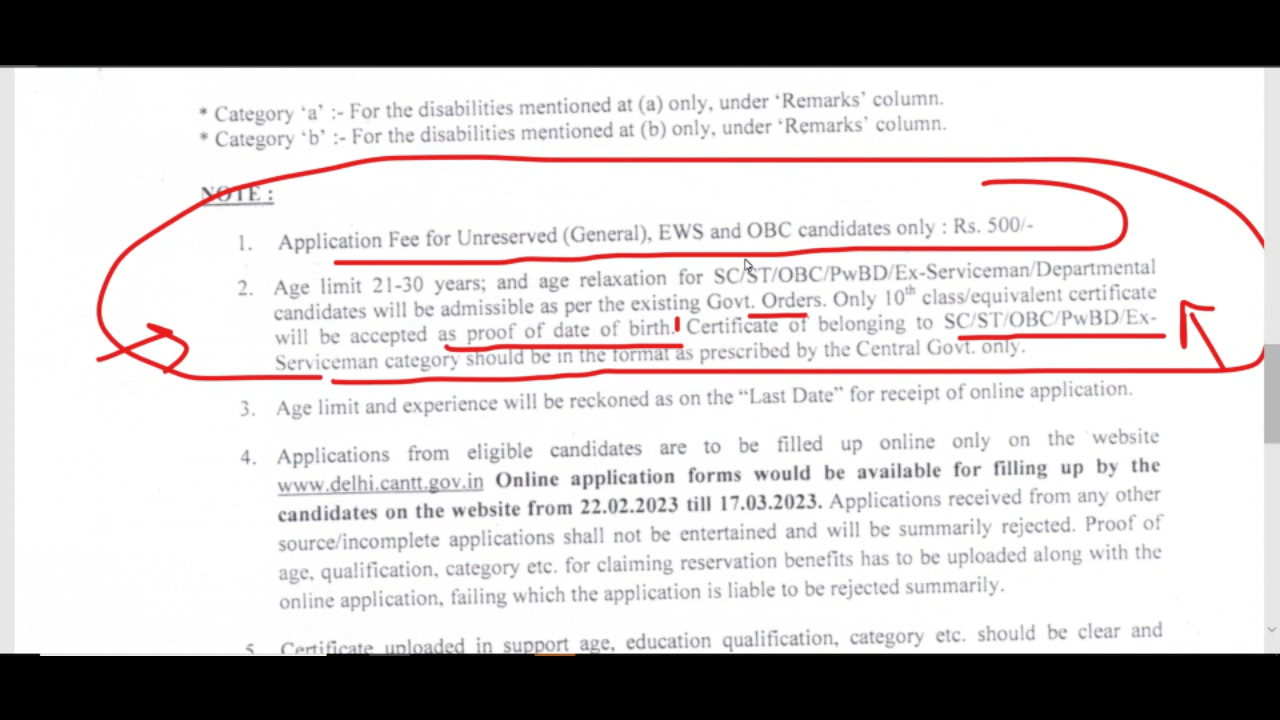 * Category ‘a’ :- For the disabilities mentioned at (a) only, under ‘Remarks’ column.
* Category ‘b’ :- For the disabilities mentioned at (b) only, under ‘Remarks’ column.
NOTE :
1. Application Fee for Unreserved (General), EWS and OBC candidates only : Rs. 500/-
2. Age limit 21-30 years; and age relaxation for SC/ST/OBC/PwBD/Ex-Serviceman/Departmental
candidates will be admissible as per the existing Govt. Orders. Only 10th class/equivalent certificate
will be accepted as proof of date of birth. Certificate of belonging to SC/ST/OBC/PwBD/Ex-
Serviceman category should be in the format as prescribed by the Central Govt. only.
3. Age limit and experience will be reckoned as on the “Last Date” for receipt of online application.
4. Applications from eligible candidates are to be filled up online only on the website
www.delhi.cantt.gov.in Online application forms would be available for filling up by the
candidates on the website from 22.02.2023 till 17.03.2023. Applications received from any other
source/incomplete applications shall not be entertained and will be summarily rejected. Proof of
age, qualification, category etc. for claiming reservation benefits has to be uploaded along with the
online application, failing which the application is liable to be rejected summarily.
5. Certificate uploaded in support age, education qualification, category etc. should be clear and